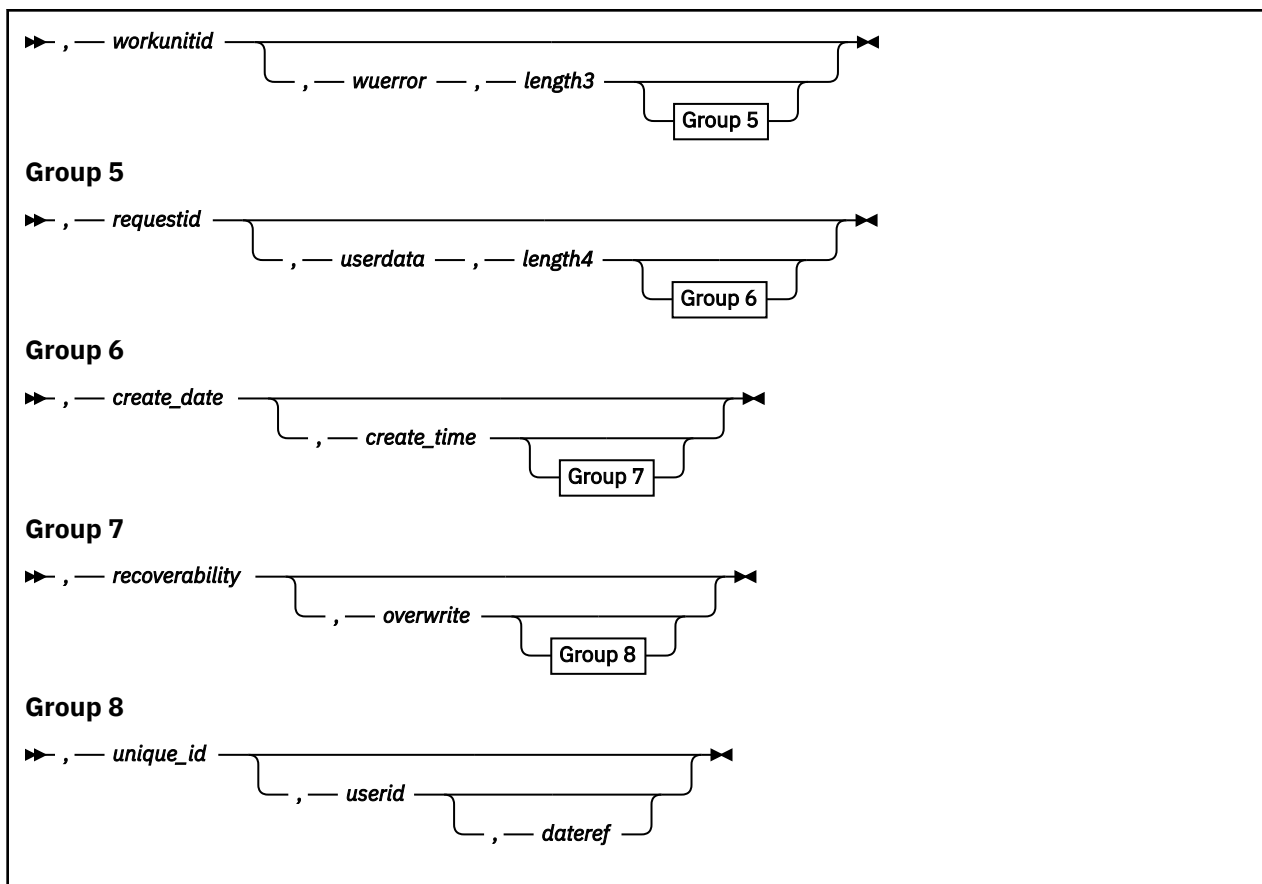 , workunitid
, wuerror , length3
Group 5
Group 5
, requestid
, userdata , length4
Group 6
Group 6
, create_date
, create_time
Group 7
Group 7
, recoverability
, overwrite
Group 8
Group 8
, unique_id
, userid
, dateref